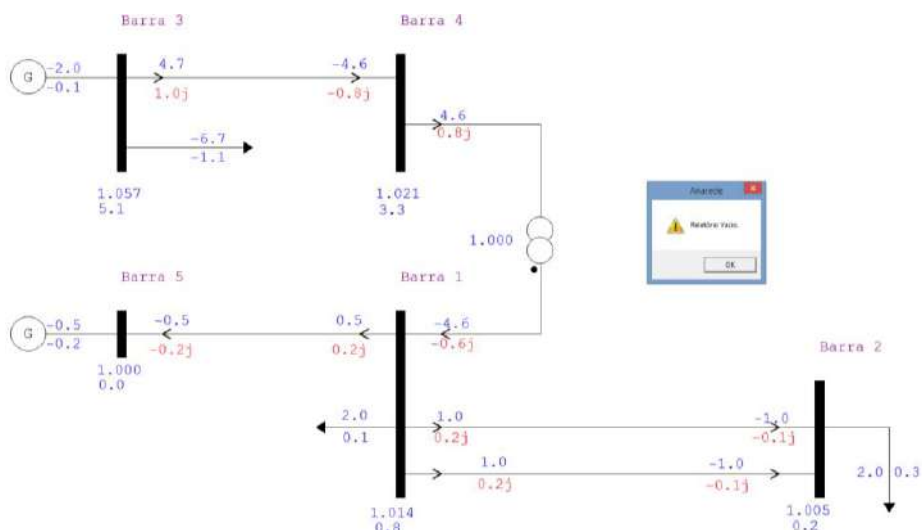 Barra 3
Barra 4
G
-2.0
-0.1
4.7
1.0j
-4.6
-0.8j
-6.7
-1.1
4.6
0.8j
1.057
5.1
1.021
3.3
1.000
Anarede
Relatório Vazio.
OK
Barra 5
Barra 1
G
-0.5
-0.2
-0.5
-0.2j
0.5
0.2j
-4.6
-0.6j
Barra 2
1.000
0.0
2.0
0.1
1.0
0.2j
-1.0
-0.1j
1.0
0.2j
-1.0
-0.1j
2.0 0.3
1.014
0.8
1.005
0.2